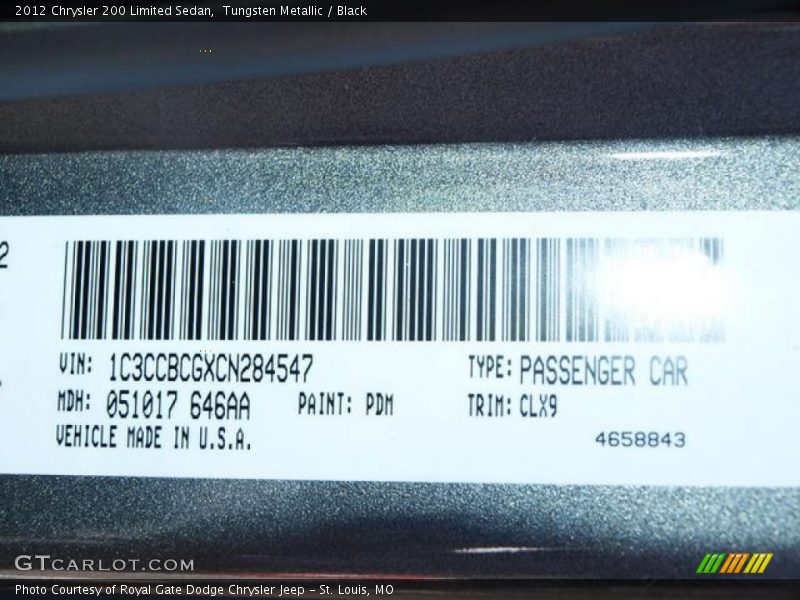 2012 Chrysler 200 Limited Sedan, Tungsten Metallic / Black
2
VIN: 1C3CCBCGXCN284547 TYPE: PASSENGER CAR
MDH: 051017 646AA PAINT: PDM TRIM: CLX9
VEHICLE MADE IN U.S.A. 4658843
GTCARLOT.COM
Photo Courtesy of Royal Gate Dodge Chrysler Jeep - St. Louis, MO